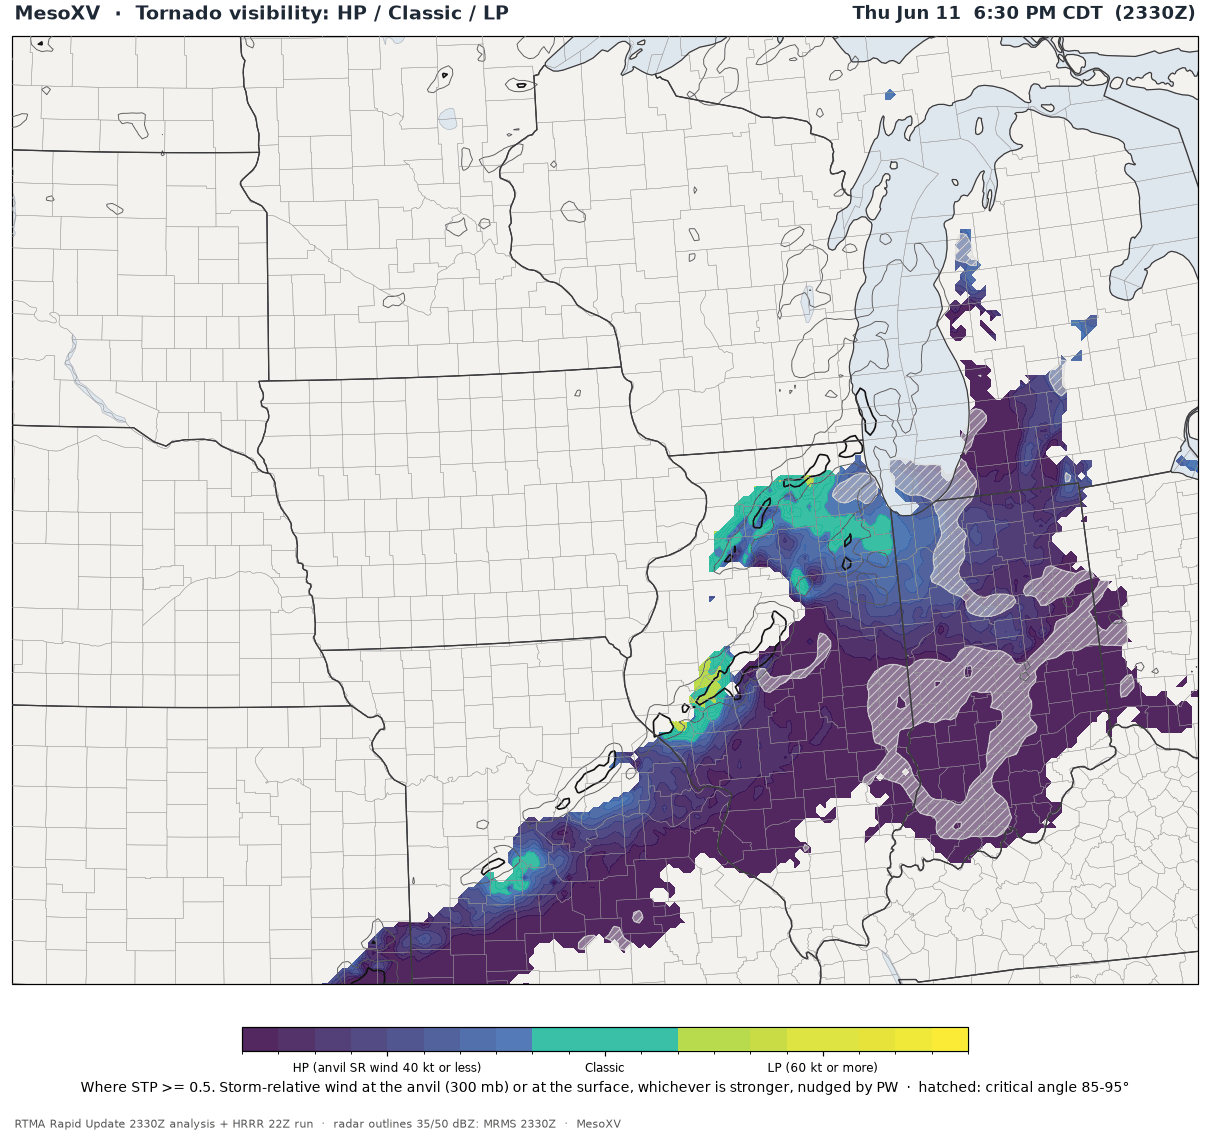 MesoXV · Tornado visibility: HP / Classic / LP
Thu Jun 11 6:30 PM CDT (2330Z)
HP (anvil SR wind 40 kt or less)
Classic
LP (60 kt or more)
Where STP >= 0.5. Storm-relative wind at the anvil (300 mb) or at the surface, whichever is stronger, nudged by PW · hatched: critical angle 85-95°
RTMA Rapid Update 2330Z analysis + HRRR 22Z run · radar outlines 35/50 dBZ: MRMS 2330Z · MesoXV